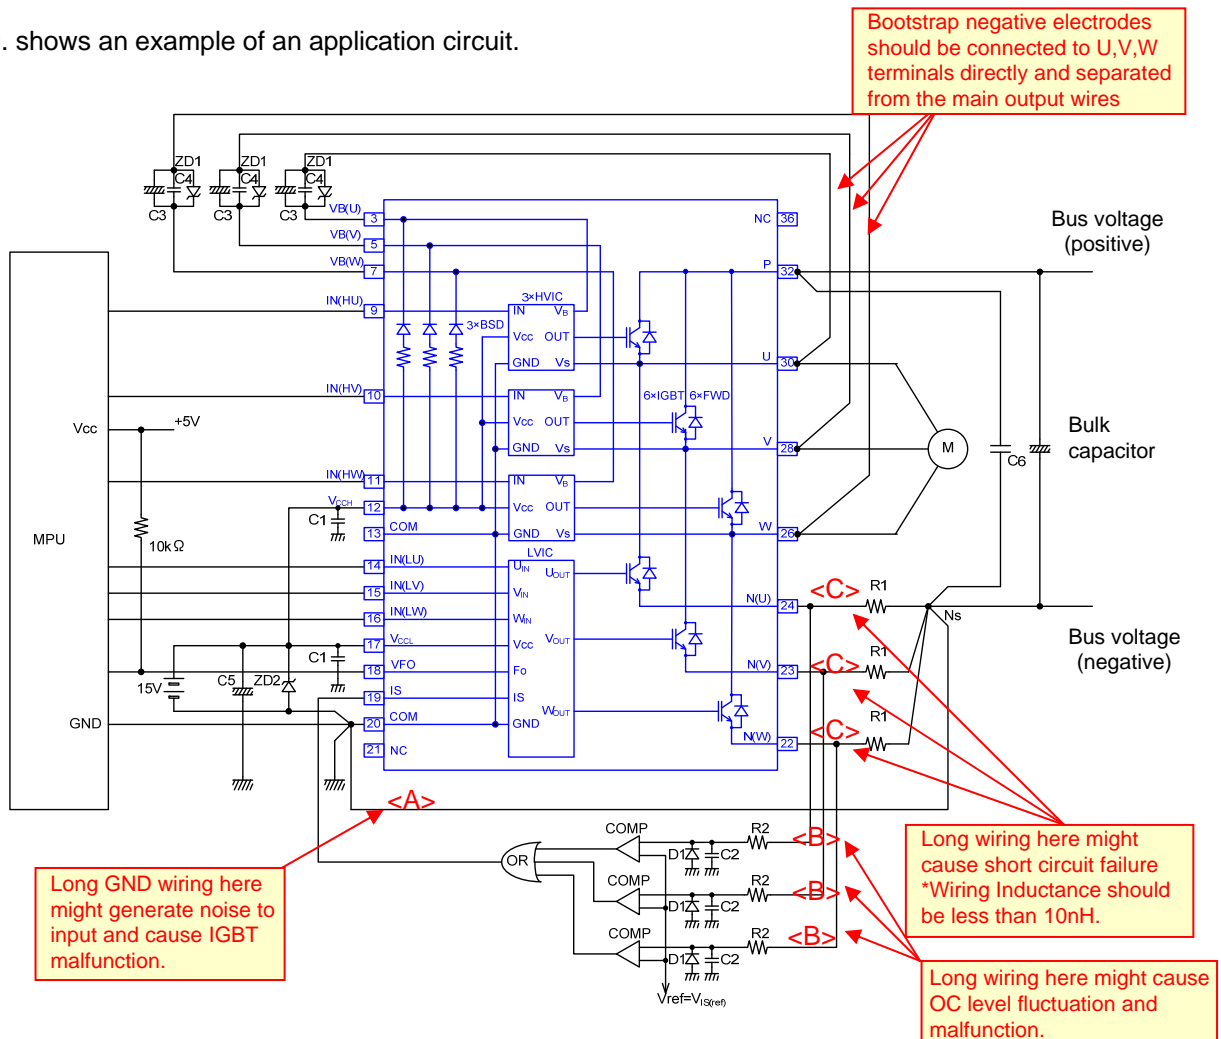 . shows an example of an application circuit.
Bootstrap negative electrodes
should be connected to U,V,W
terminals directly and separated
from the main output wires
ZD1
ZD1
ZD1
C4
C4
C4
C3
C3
C3
VB(U)
3
VB(V)
5
VB(W)
7
NC 36
P
32
Bus voltage
(positive)
IN(HU)
9
3×HVIC
IN VB
3×BSD
Vcc OUT
GND Vs
U
30
IN(HV)
10
IN VB
6×IGBT 6×FWD
Vcc OUT
GND Vs
V
28
M
C6
Bulk
capacitor
Vcc
+5V
IN(HW)
11
IN VB
VCCH
12
Vcc OUT
C1
COM
13
GND Vs
W
26
MPU
10kΩ
LVIC
IN(LU)
14
UIN
UOUT
IN(LV)
15
VIN
IN(LW)
16
WIN
N(U)
24
<C>
R1
Ns
VCCL
17
Vcc
VOUT
C1
VFO
18
Fo
N(V)
23
<C>
R1
Bus voltage
(negative)
15V
C5
ZD2
IS
19
IS
WOUT
GND
COM
20
GND
N(W)
22
<C>
R1
21 NC
<A>
COMP
R2
<B>
D1
C2
OR
COMP
R2
<B>
D1
C2
COMP
R2
<B>
D1
C2
Vref=VIS(ref)
Long GND wiring here
might generate noise to
input and cause IGBT
malfunction.
Long wiring here might
cause short circuit failure
*Wiring Inductance should
be less than 10nH.
Long wiring here might cause
OC level fluctuation and
malfunction.